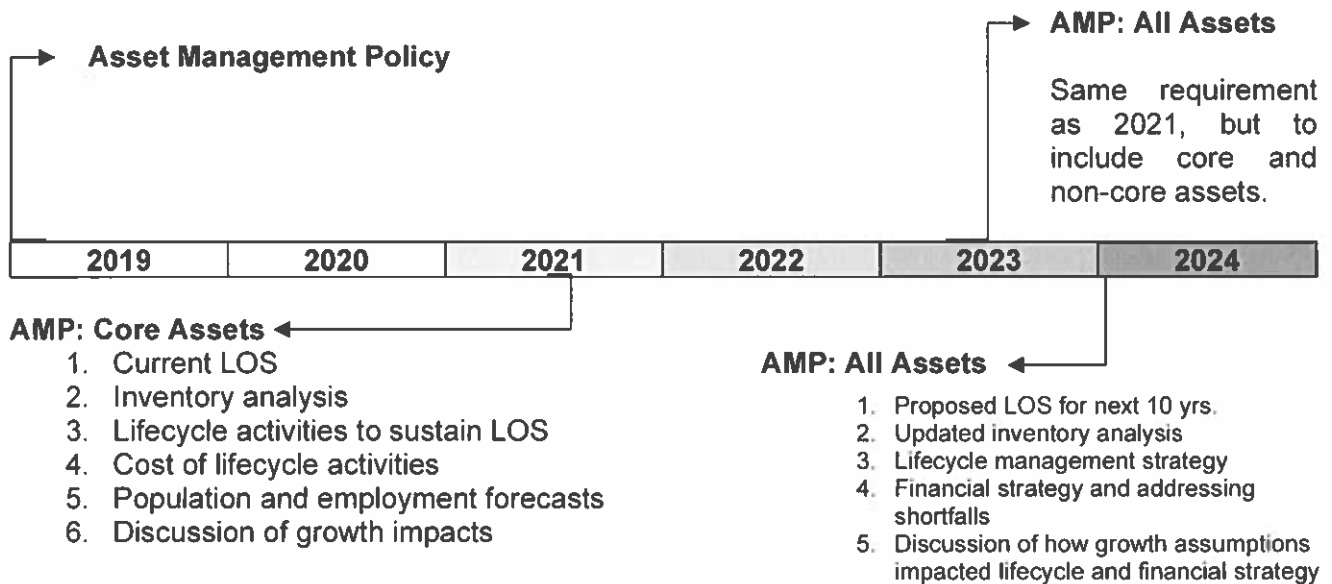 Asset Management Policy
AMP: All Assets
Same requirement
as 2021, but to
include core and
non-core assets.
2019 2020 2021 2022 2023 2024
AMP: Core Assets
1. Current LOS
2. Inventory analysis
3. Lifecycle activities to sustain LOS
4. Cost of lifecycle activities
5. Population and employment forecasts
6. Discussion of growth impacts
AMP: All Assets
1. Proposed LOS for next 10 yrs.
2. Updated inventory analysis
3. Lifecycle management strategy
4. Financial strategy and addressing
shortfalls
5. Discussion of how growth assumptions
impacted lifecycle and financial strategy